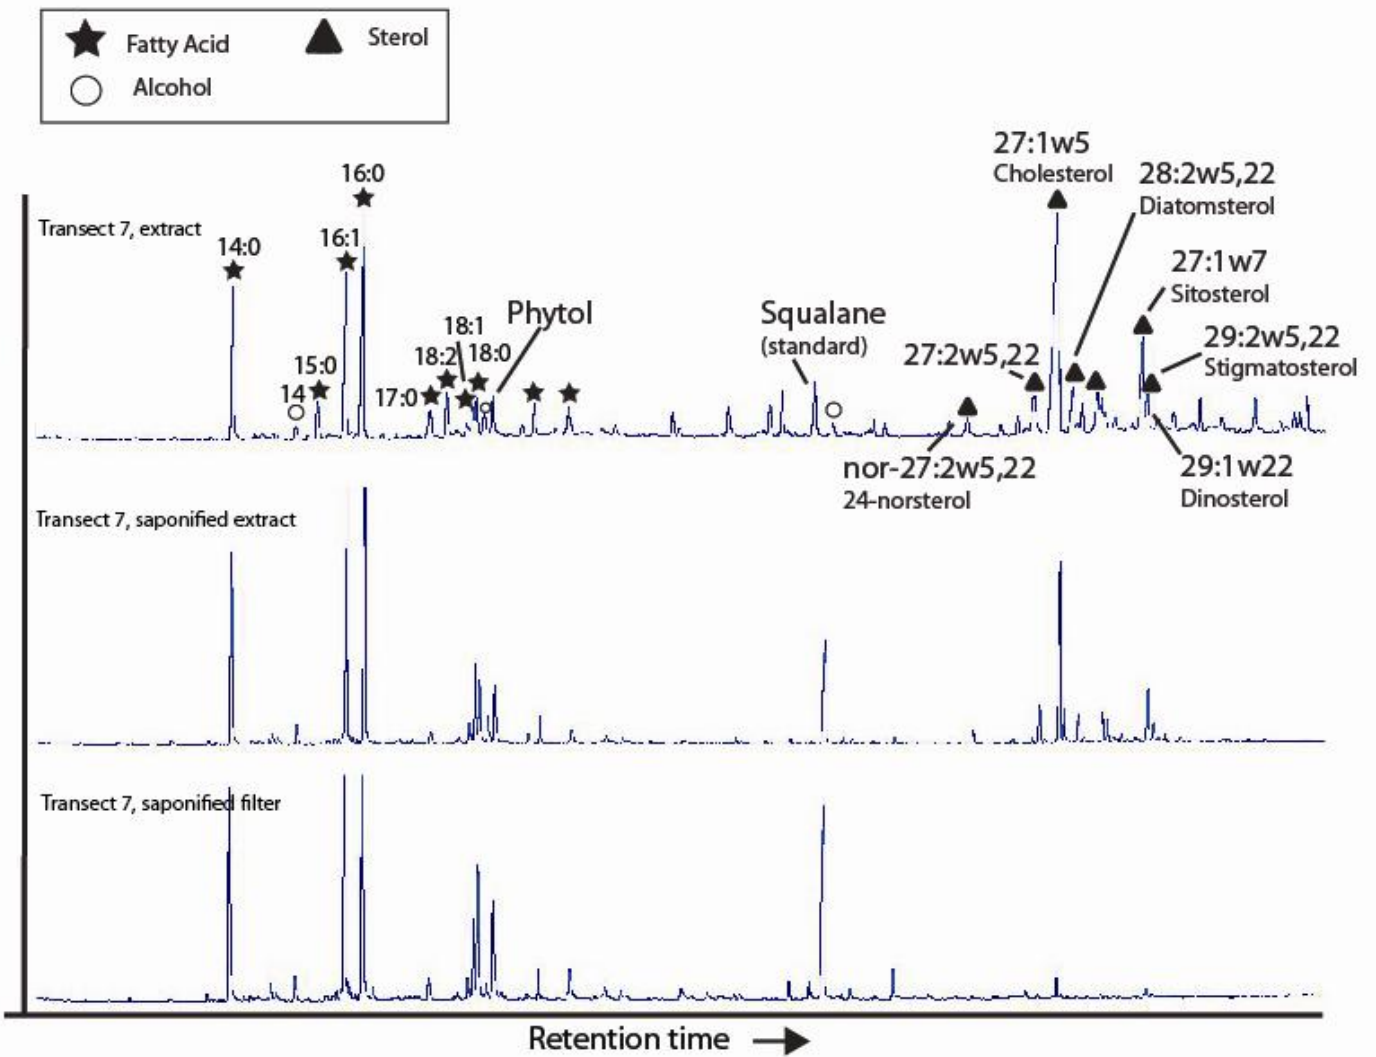 Fatty Acid
Sterol
Alcohol
Transect 7, extract
14:0
14
15:0
16:1
16:0
17:0
18:2
18:1
18:0
Phytol
Squalane
(standard)
nor-27:2w5,22
24-norsterol
27:2w5,22
27:1w5
Cholesterol
28:2w5,22
Diatomsterol
27:1w7
Sitosterol
29:2w5,22
Stigmatosterol
29:1w22
Dinosterol
Transect 7, saponified extract
Transect 7, saponified filter
Retention time